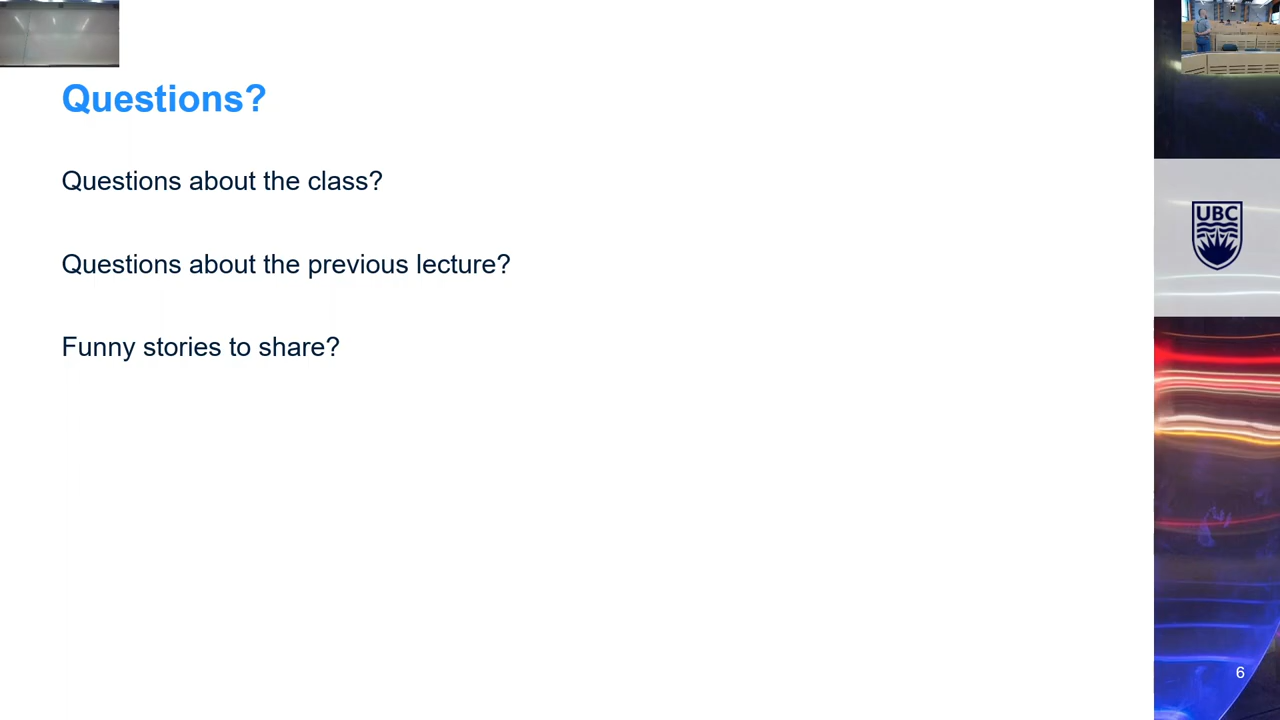 Questions?
Questions about the class?
Questions about the previous lecture?
Funny stories to share?
UBC
6